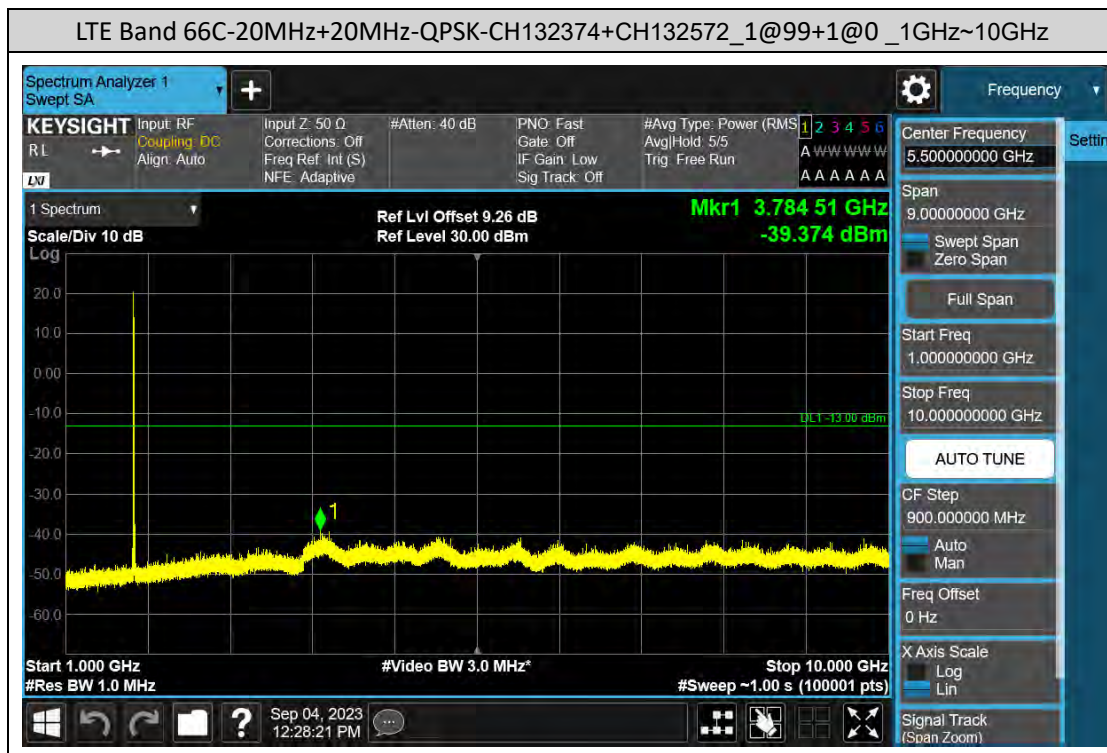 LTE Band 66C-20MHz+20MHz-QPSK-CH132374+CH132572_1@99+1@0 _1GHz~10GHz
Spectrum Analyzer 1
Swept SA
+
Frequency
KEYSIGHT
RL
LXI
Input: RF
Coupling: DC
Align: Auto
Input Z: 50 Ω
Corrections: Off
Freq Ref: Int (S)
NFE: Adaptive
#Atten: 40 dB
PNO: Fast
Gate: Off
IF Gain: Low
Sig Track: Off
#Avg Type: Power (RMS
Avg|Hold: 5/5
Trig: Free Run
1 2 3 4 5 6
A W W W W W
A A A A A A
Center Frequency
5.500000000 GHz
Settin
Span
9.00000000 GHz
Swept Span
Zero Span
Full Span
Start Freq
1.000000000 GHz
Stop Freq
10.000000000 GHz
AUTO TUNE
CF Step
900.000000 MHz
Auto
Man
Freq Offset
0 Hz
X Axis Scale
Log
Lin
Signal Track
(Span Zoom)
1 Spectrum
Scale/Div 10 dB
Ref Lvl Offset 9.26 dB
Ref Level 30.00 dBm
Mkr1 3.784 51 GHz
-39.374 dBm
Log
20.0
10.0
0.00
-10.0
DL1 -13.00 dBm
-20.0
-30.0
1
-40.0
-50.0
-60.0
Start 1.000 GHz
#Video BW 3.0 MHz*
Stop 10.000 GHz
#Res BW 1.0 MHz
#Sweep ~1.00 s (100001 pts)
?
Sep 04, 2023
12:28:21 PM